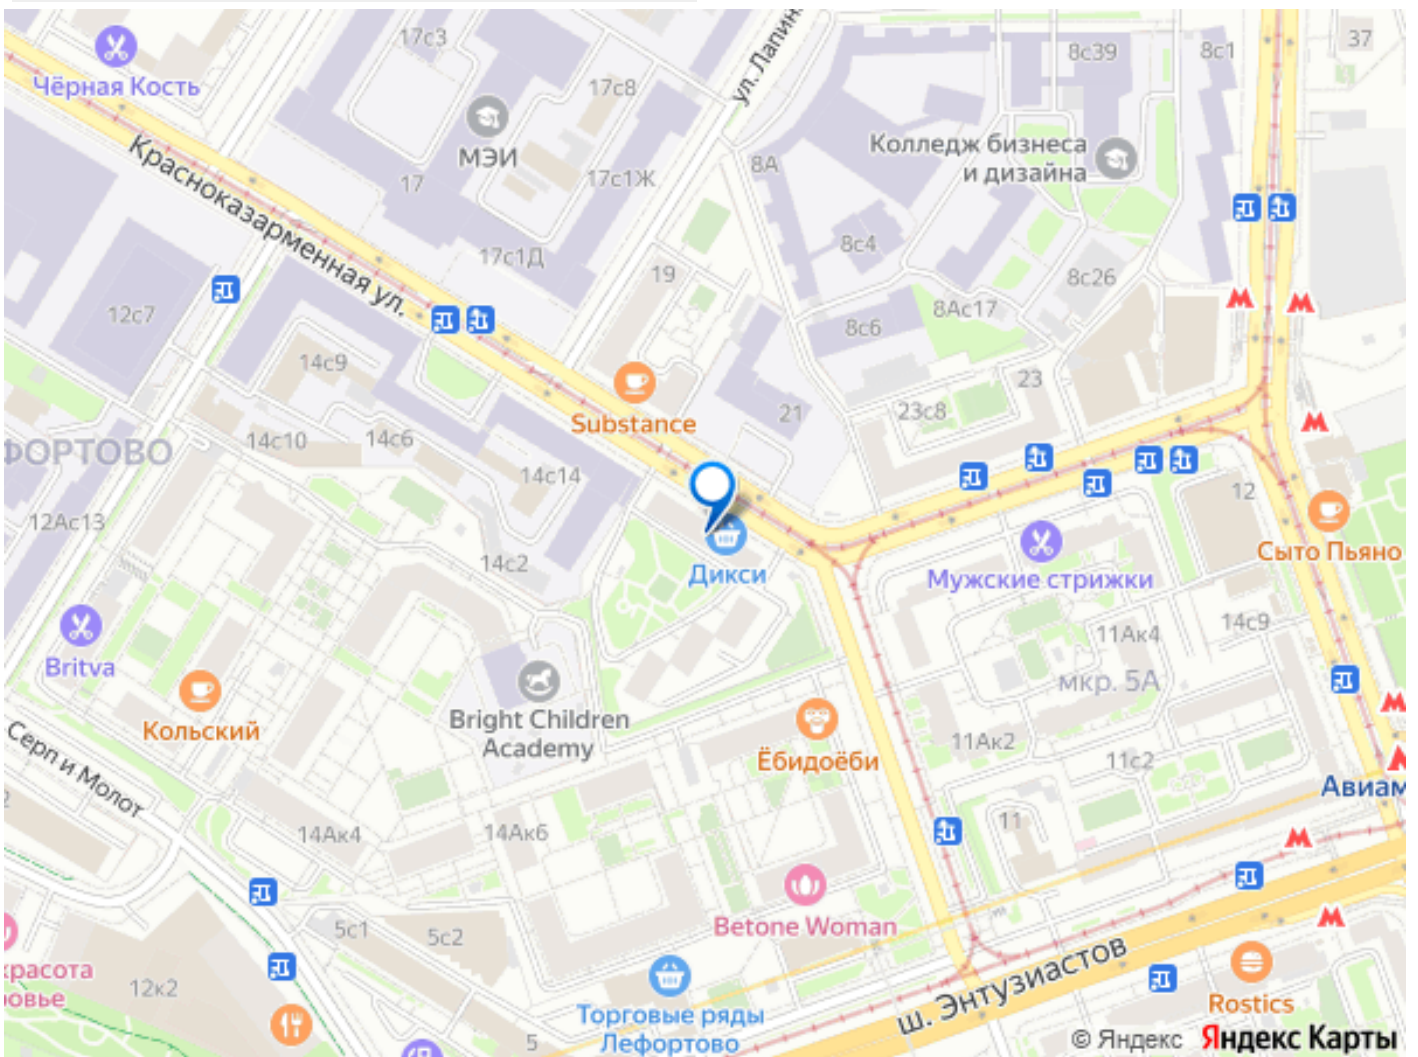 17с3
ул. Лапин
8с39
8с1
37
Чёрная Кость
17с8
МЭИ
Колледж бизнеса
и дизайна
Красноказарменная ул.
17
17с1Ж
8А
17с1Д
19
8с4
8с26
12с7
8Ас17
8с6
14с9
23
Substance
21
23с8
ФОРТОВО
14с10
14с6
14с14
12
12Ас13
Сыто Пьяно
14с2
Дикси
Мужские стрижки
14с9
11Ак4
Britva
мкр. 5А
Кольский
Bright Children
Academy
11Ак2
Ёбидоёби
11с2
Серп и Молот
2
Авиам
14Ак4
14Ак6
11
Betone Woman
5с1
5с2
красота
овье
12к2
ш. Энтузиастов
Торговые ряды
Лефортово
5
Rostics
© Яндекс Яндекс Карты